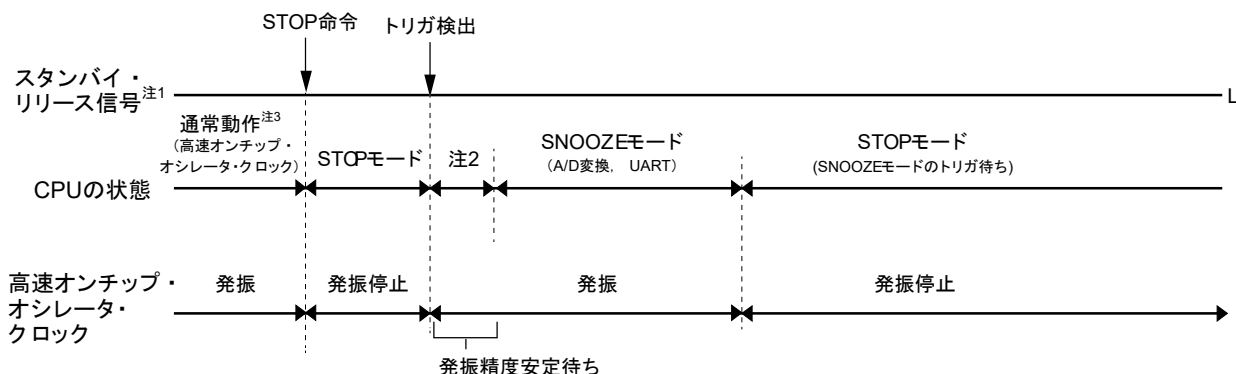 STOP命令
トリガ検出
スタンバイ・
リリース信号注1
L
通常動作注3
(高速オンチップ・
オシレータ・クロック)
STOPモード
注2
SNOOZEモード
(A/D変換, UART)
STOPモード
(SNOOZEモードのトリガ待ち)
CPUの状態
高速オンチップ・
オシレータ・
クロック
発振
発振停止
発振
発振停止
発振精度安定待ち